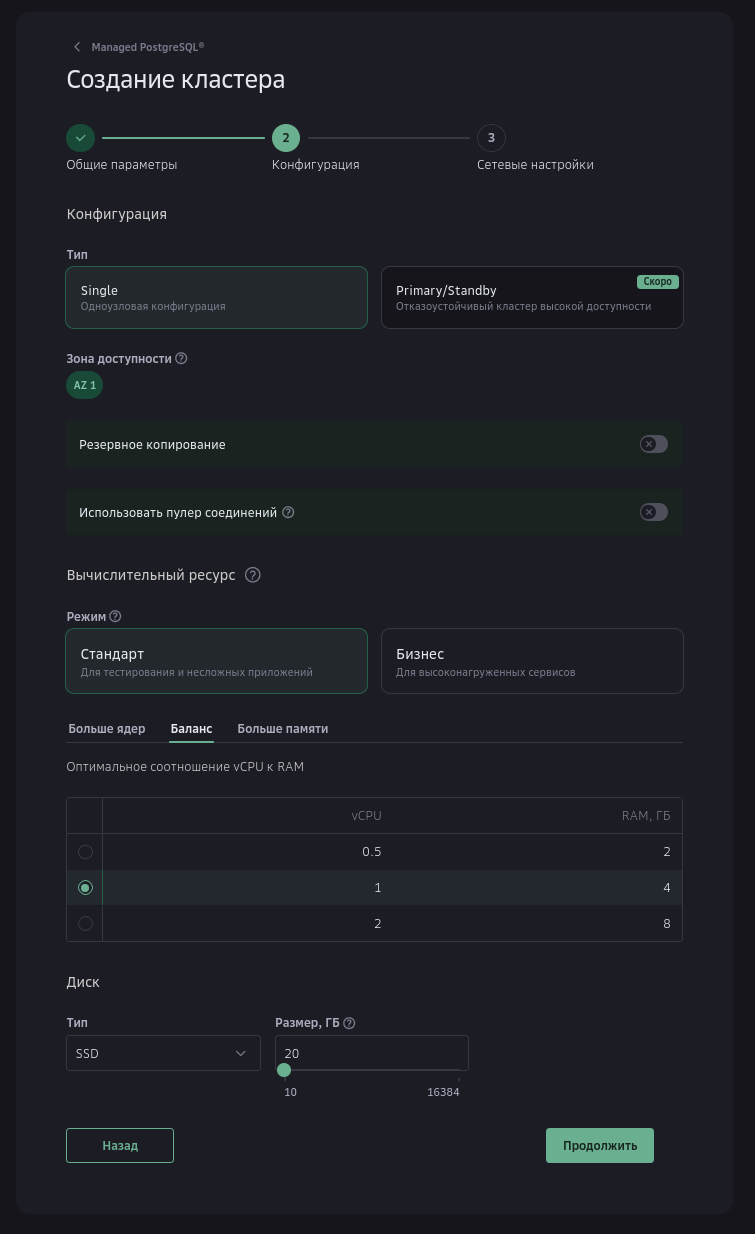 Managed PostgreSQL®
Создание кластера
2
3
Общие параметры
Конфигурация
Сетевые настройки
Конфигурация
Тип
Single
Одноузловая конфигурация
Скоро
Primary/Standby
Отказоустойчивый кластер высокой доступности
Зона доступности ?
AZ 1
Резервное копирование
Использовать пулер соединений ?
Вычислительный ресурс ?
Режим ?
Стандарт
Для тестирования и несложных приложений
Бизнес
Для высоконагруженных сервисов
Больше ядер Баланс Больше памяти
Оптимальное соотношение vCPU к RAM
vCPU RAM, ГБ
0.5 2
1 4
2 8
Диск
Тип
Размер, ГБ ?
SSD
20
10 16384
Назад
Продолжить